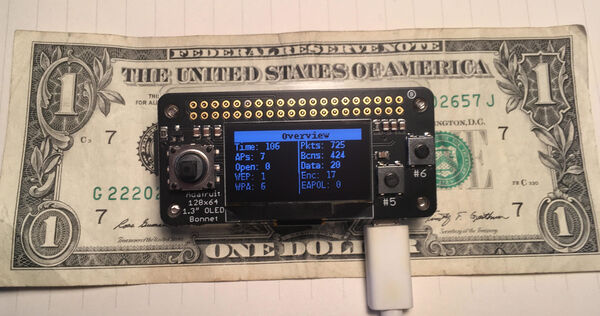 FEDERAL RESERVE NOTE
THE UNITED STATES OF AMERICA
1
1
2657 J
WASHINGTON, D.C.
7
7
G 2220
7
7
Overview
Time: 106 Pkts: 725
APs: 7 Bcns: 424
Open: 0 Data: 20
WEP: 1 Enc: 17
WPA: 6 EAPOL: 0
#6
#5
Adafruit
128x64
1.3" OLED
Bonnet
1
1
ONE DOLLAR